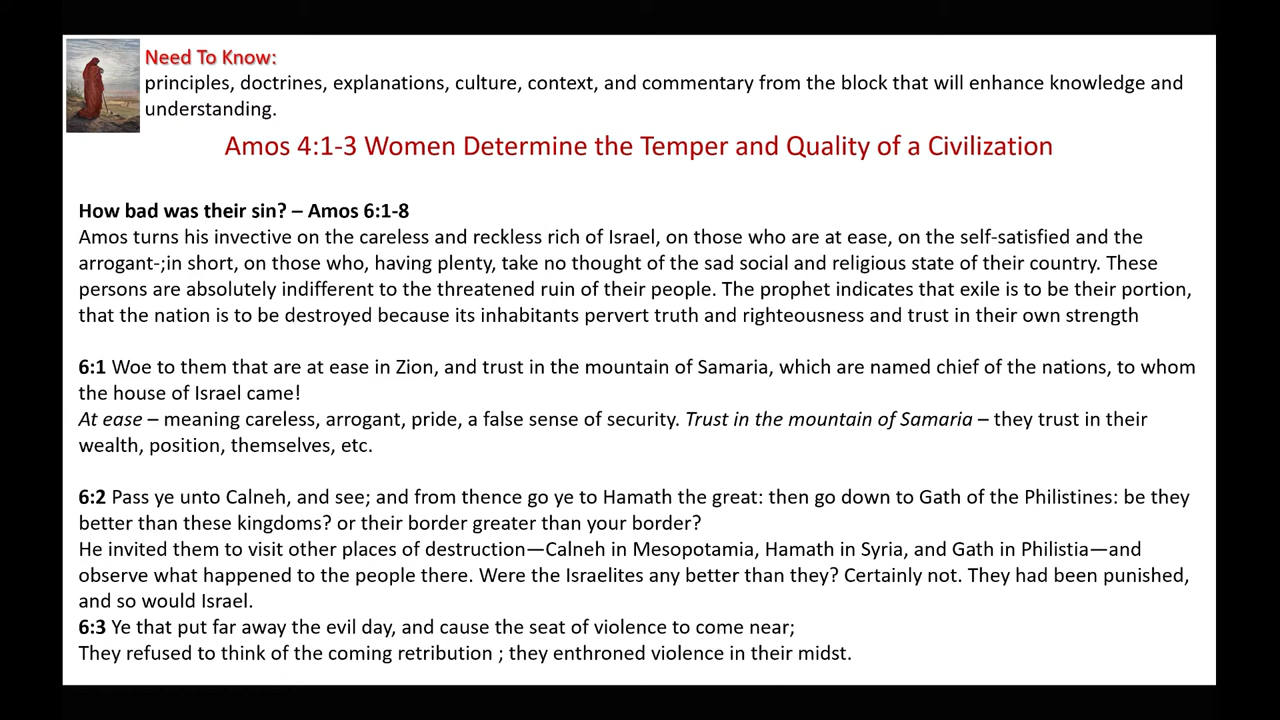 Need To Know:
principles, doctrines, explanations, culture, context, and commentary from the block that will enhance knowledge and
understanding.
Amos 4:1-3 Women Determine the Temper and Quality of a Civilization
How bad was their sin? – Amos 6:1-8
Amos turns his invective on the careless and reckless rich of Israel, on those who are at ease, on the self-satisfied and the
arrogant-;in short, on those who, having plenty, take no thought of the sad social and religious state of their country. These
persons are absolutely indifferent to the threatened ruin of their people. The prophet indicates that exile is to be their portion,
that the nation is to be destroyed because its inhabitants pervert truth and righteousness and trust in their own strength
6:1 Woe to them that are at ease in Zion, and trust in the mountain of Samaria, which are named chief of the nations, to whom
the house of Israel came!
At ease – meaning careless, arrogant, pride, a false sense of security. Trust in the mountain of Samaria – they trust in their
wealth, position, themselves, etc.
6:2 Pass ye unto Calneh, and see; and from thence go ye to Hamath the great: then go down to Gath of the Philistines: be they
better than these kingdoms? or their border greater than your border?
He invited them to visit other places of destruction—Calneh in Mesopotamia, Hamath in Syria, and Gath in Philistia—and
observe what happened to the people there. Were the Israelites any better than they? Certainly not. They had been punished,
and so would Israel.
6:3 Ye that put far away the evil day, and cause the seat of violence to come near;
They refused to think of the coming retribution ; they enthroned violence in their midst.